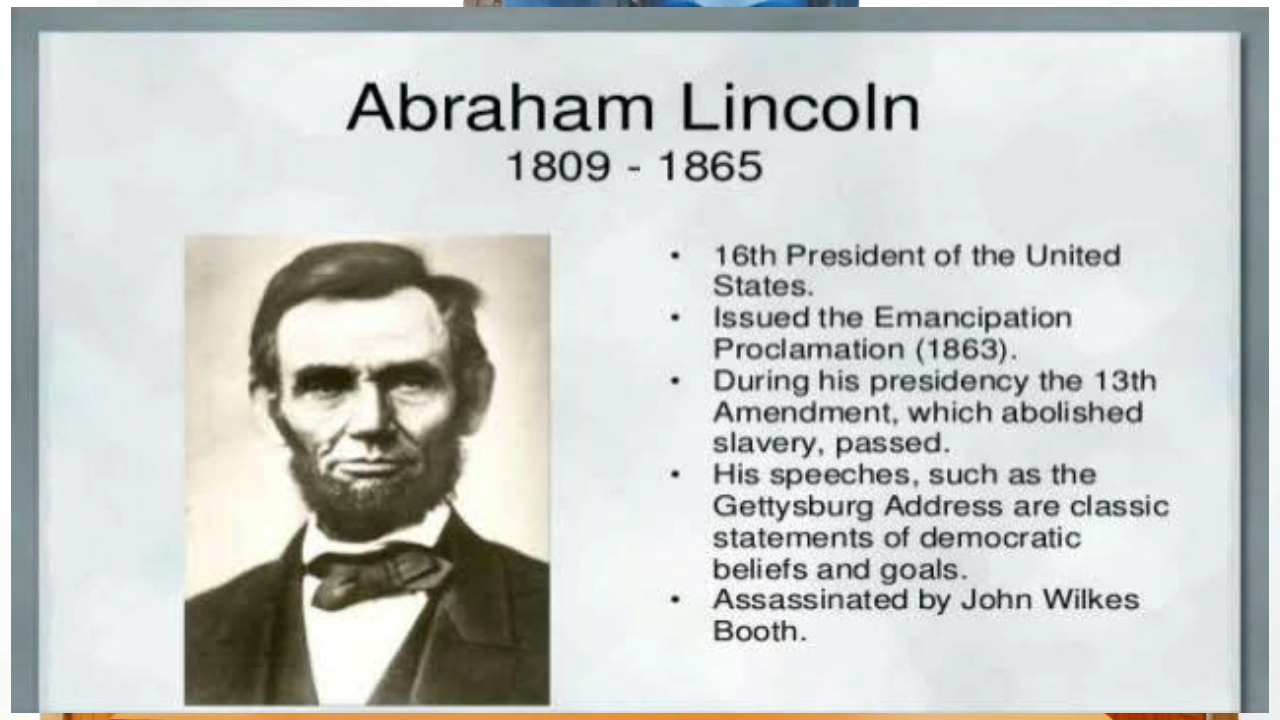 Abraham Lincoln
1809 - 1865
• 16th President of the United
States.
• Issued the Emancipation
Proclamation (1863).
• During his presidency the 13th
Amendment, which abolished
slavery, passed.
• His speeches, such as the
Gettysburg Address are classic
statements of democratic
beliefs and goals.
• Assassinated by John Wilkes
Booth.